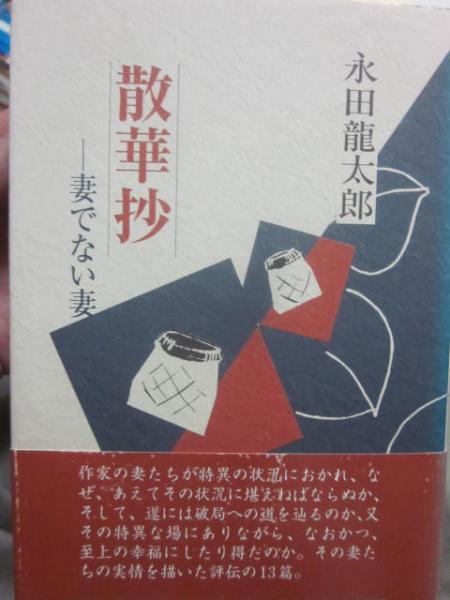 永田龍太郎
散華抄
―妻でない妻
作家の妻たちが特異の状況におかれ、な
ぜ、あえてその状況に堪えねばならぬか、
そして、遂には破局への道を辿るのか、又
その特異な場にありながら、なおかつ、
至上の幸福にしたり得たのか。その妻た
ちの実情を描いた評伝の13篇。